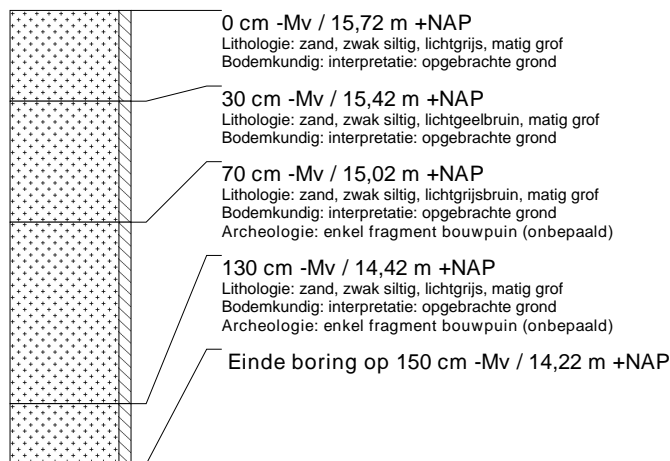 0 cm -Mv / 15,72 m +NAP
Lithologie: zand, zwak siltig, lichtgrijs, matig grof
Bodemkundig: interpretatie: opgebrachte grond
30 cm -Mv / 15,42 m +NAP
Lithologie: zand, zwak siltig, lichtgeelbruin, matig grof
Bodemkundig: interpretatie: opgebrachte grond
70 cm -Mv / 15,02 m +NAP
Lithologie: zand, zwak siltig, lichtgrijsbruin, matig grof
Bodemkundig: interpretatie: opgebrachte grond
Archeologie: enkel fragment bouwpuin (onbepaald)
130 cm -Mv / 14,42 m +NAP
Lithologie: zand, zwak siltig, lichtgrijs, matig grof
Bodemkundig: interpretatie: opgebrachte grond
Archeologie: enkel fragment bouwpuin (onbepaald)
Einde boring op 150 cm -Mv / 14,22 m +NAP